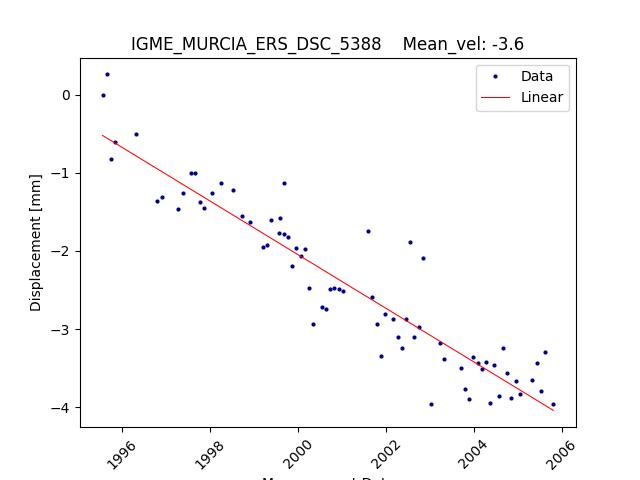 IGME_MURCIA_ERS_DSC_5388    Mean_vel: -3.6
Data
Linear
Displacement [mm]
0
−1
−2
−3
−4
1996
1998
2000
2002
2004
2006